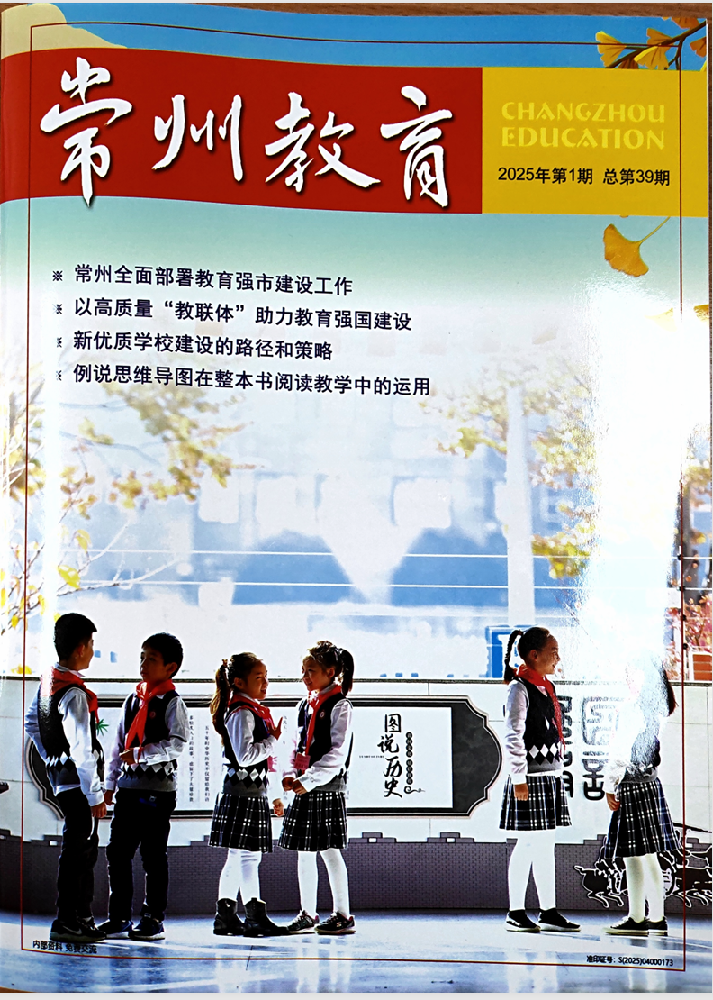 常州教育
CHANGZHOU
EDUCATION
2025年第1期 总第39期
※ 常州全面部署教育强市建设工作
※ 以高质量“教联体”助力教育强国建设
※ 新优质学校建设的路径和策略
※ 例说思维导图在整本书阅读教学中的运用
图说历史
内部资料 免费交流
准印证号：S(2025)04000173